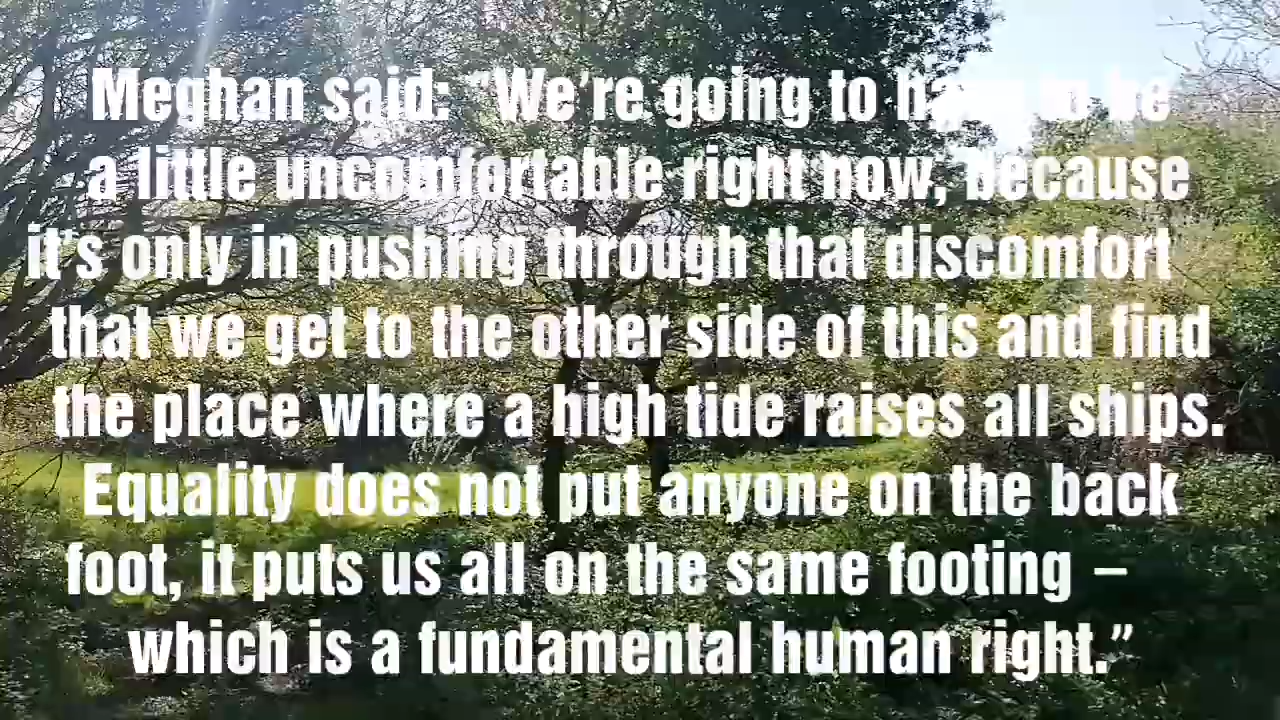 Meghan said: “We’re going to have to be
a little uncomfortable right now, because
it’s only in pushing through that discomfort
that we get to the other side of this and find
the place where a high tide raises all ships.
Equality does not put anyone on the back
foot, it puts us all on the same footing –
which is a fundamental human right.”